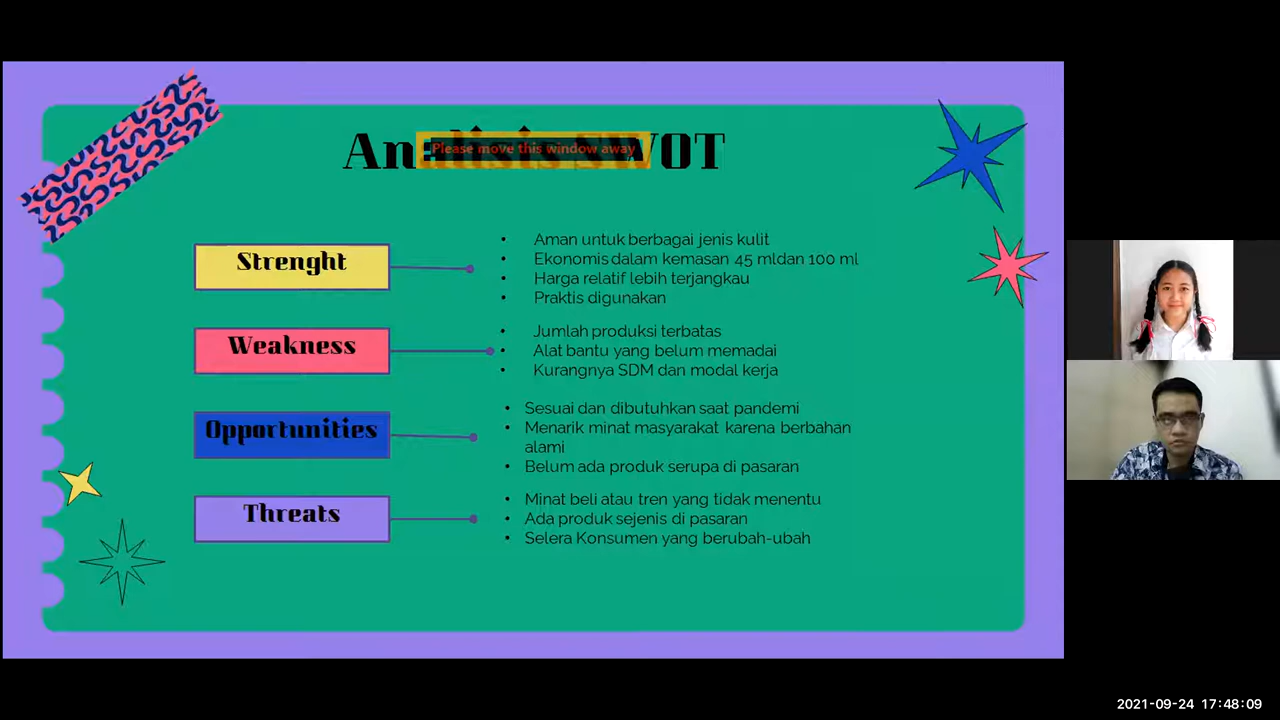 Analisis SWOT
Please move this window away
Strenght
Aman untuk berbagai jenis kulit
Ekonomis dalam kemasan 45 mldan 100 ml
Harga relatif lebih terjangkau
Praktis digunakan
Weakness
Jumlah produksi terbatas
Alat bantu yang belum memadai
Kurangnya SDM dan modal kerja
Opportunities
Sesuai dan dibutuhkan saat pandemi
Menarik minat masyarakat karena berbahan
alami
Belum ada produk serupa di pasaran
Threats
Minat beli atau tren yang tidak menentu
Ada produk sejenis di pasaran
Selera Konsumen yang berubah-ubah
2021-09-24 17:48:09